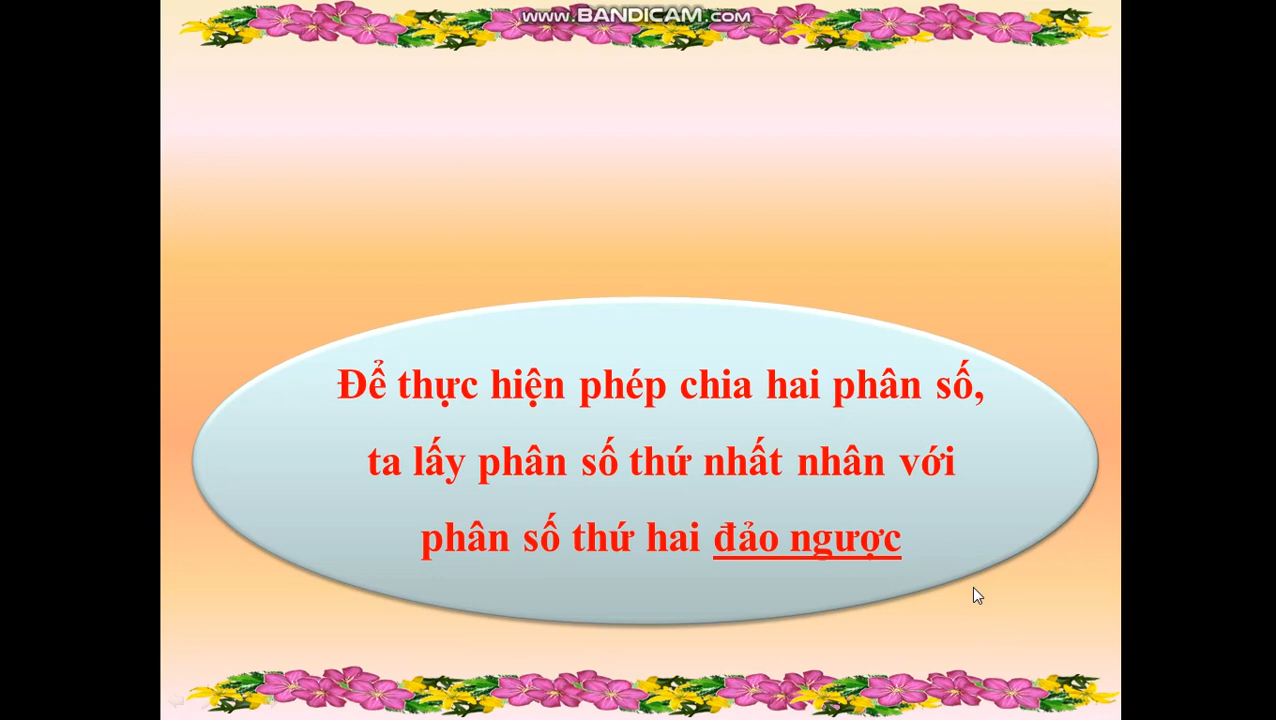 www.BANDICAM.com
Để thực hiện phép chia hai phân số,
ta lấy phân số thứ nhất nhân với
phân số thứ hai đảo ngược